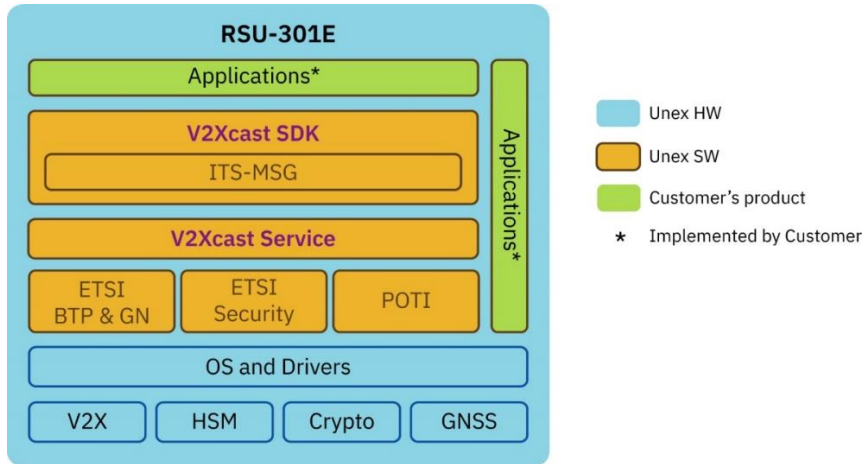 RSU-301E
Applications*
V2Xcast SDK
ITS-MSG
V2Xcast Service
ETSI
BTP & GN
ETSI
Security
POTI
Applications*
OS and Drivers
V2X
HSM
Crypto
GNSS
Unex HW
Unex SW
Customer's product
* Implemented by Customer